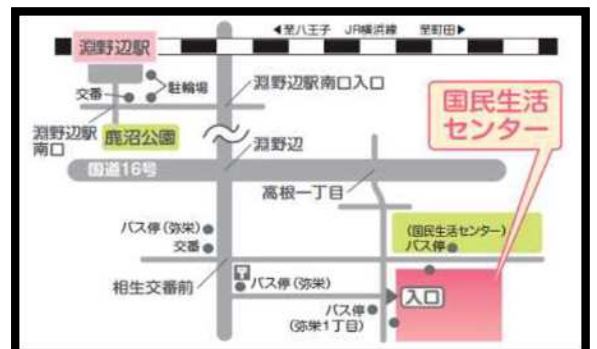 ◀至八王子 JR横浜線 至町田▶
淵野辺駅
駐輪場
交番
淵野辺駅南口入口
淵野辺駅
南口
鹿沼公園
淵野辺
国民生活
センター
国道16号
高根一丁目
バス停(弥栄)
交番
(国民生活センター)
バス停
相生交番前
バス停(弥栄)
入口
バス停
(弥栄1丁目)